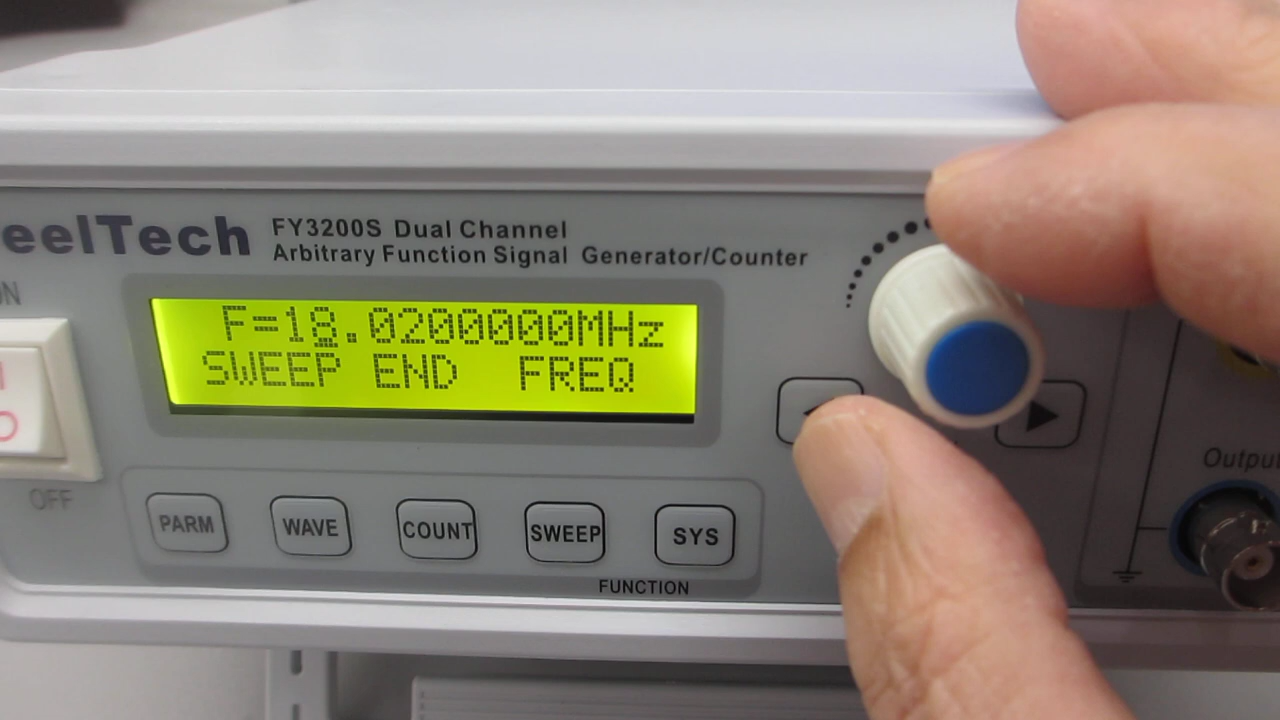 eelTech
FY3200S Dual Channel
Arbitrary Function Signal Generator/Counter
ON
OFF
F=18.0200000MHz
SWEEP END FREQ
PARM
WAVE
COUNT
SWEEP
SYS
FUNCTION
Output